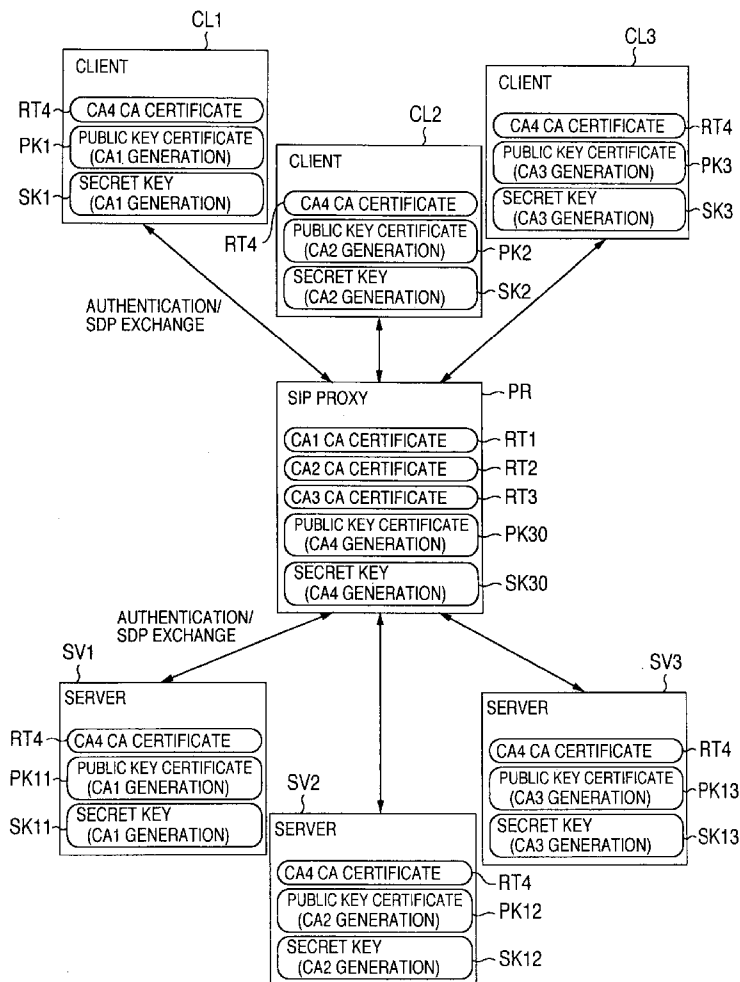 CL1
CLIENT
RT4
CA4 CA CERTIFICATE
PK1
PUBLIC KEY CERTIFICATE
(CA1 GENERATION)
SK1
SECRET KEY
(CA1 GENERATION)
CL2
CLIENT
RT4
CA4 CA CERTIFICATE
PUBLIC KEY CERTIFICATE
(CA2 GENERATION)
PK2
SECRET KEY
(CA2 GENERATION)
SK2
CL3
CLIENT
CA4 CA CERTIFICATE
RT4
PUBLIC KEY CERTIFICATE
(CA3 GENERATION)
PK3
SECRET KEY
(CA3 GENERATION)
SK3
AUTHENTICATION/
SDP EXCHANGE
SIP PROXY
PR
CA1 CA CERTIFICATE
RT1
CA2 CA CERTIFICATE
RT2
CA3 CA CERTIFICATE
RT3
PUBLIC KEY CERTIFICATE
(CA4 GENERATION)
PK30
SECRET KEY
(CA4 GENERATION)
SK30
AUTHENTICATION/
SDP EXCHANGE
SV1
SERVER
RT4
CA4 CA CERTIFICATE
PK11
PUBLIC KEY CERTIFICATE
(CA1 GENERATION)
SK11
SECRET KEY
(CA1 GENERATION)
SV2
SERVER
CA4 CA CERTIFICATE
RT4
PUBLIC KEY CERTIFICATE
(CA2 GENERATION)
PK12
SECRET KEY
(CA2 GENERATION)
SK12
SV3
SERVER
CA4 CA CERTIFICATE
RT4
PUBLIC KEY CERTIFICATE
(CA3 GENERATION)
PK13
SECRET KEY
(CA3 GENERATION)
SK13